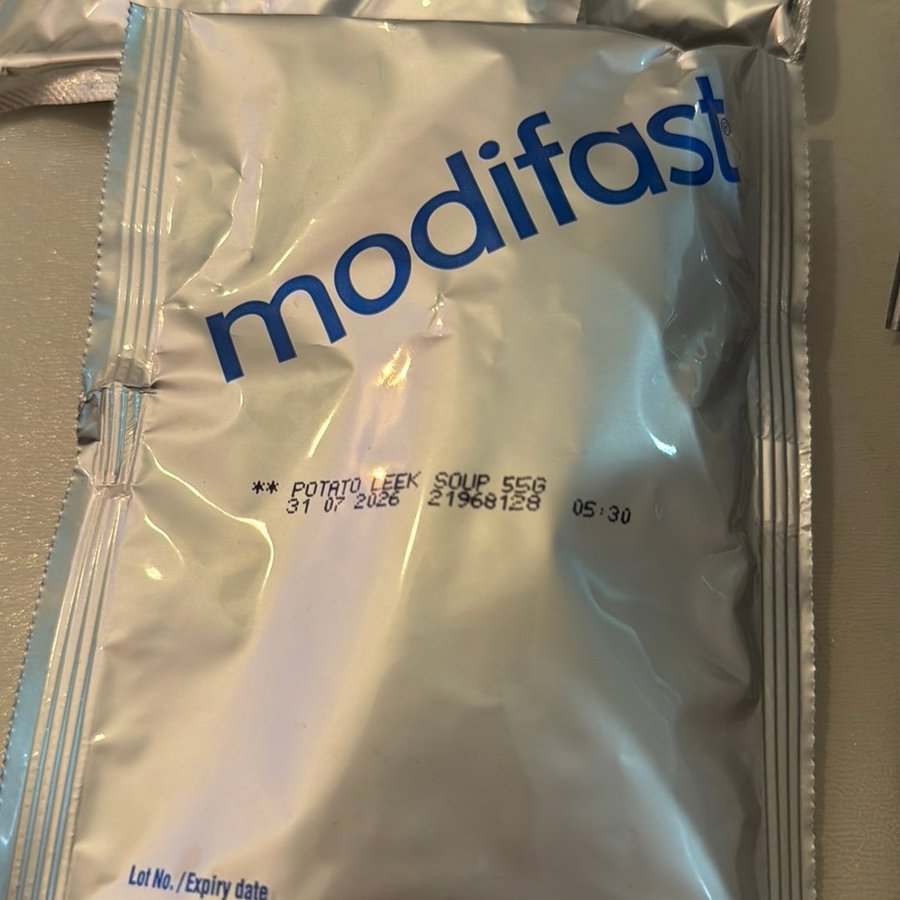 modifast®
** POTATO LEEK SOUP 55G
31 07 2026 21968128 05:30
Lot No. / Expiry date